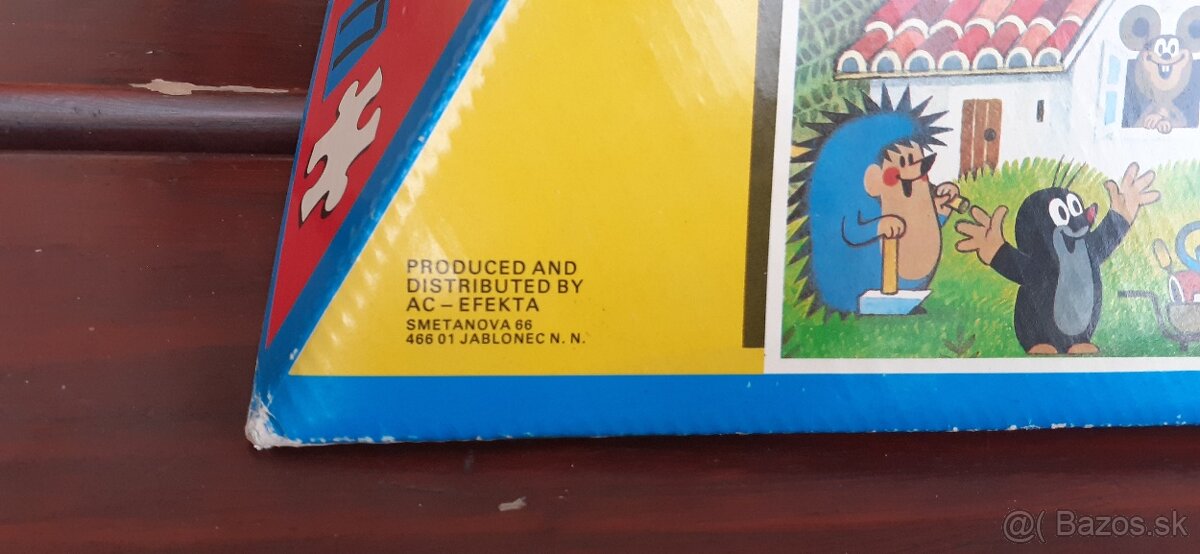 PRODUCED AND
DISTRIBUTED BY
AC – EFEKTA
SMETANOVA 66
466 01 JABLONEC N. N.
@( Bazos.sk